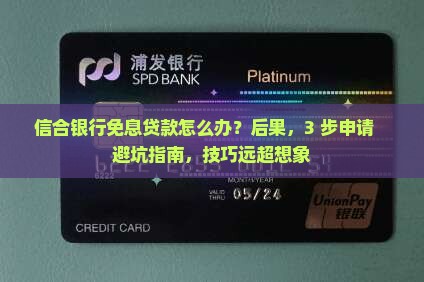 浦发银行
SPD BANK
Platinum
信合银行免息贷款怎么办？后果，3 步申请
避坑指南，技巧远超想象
MONTH/YEAR
VALID THRU
05/24
UnionPay
银联
CREDIT CARD